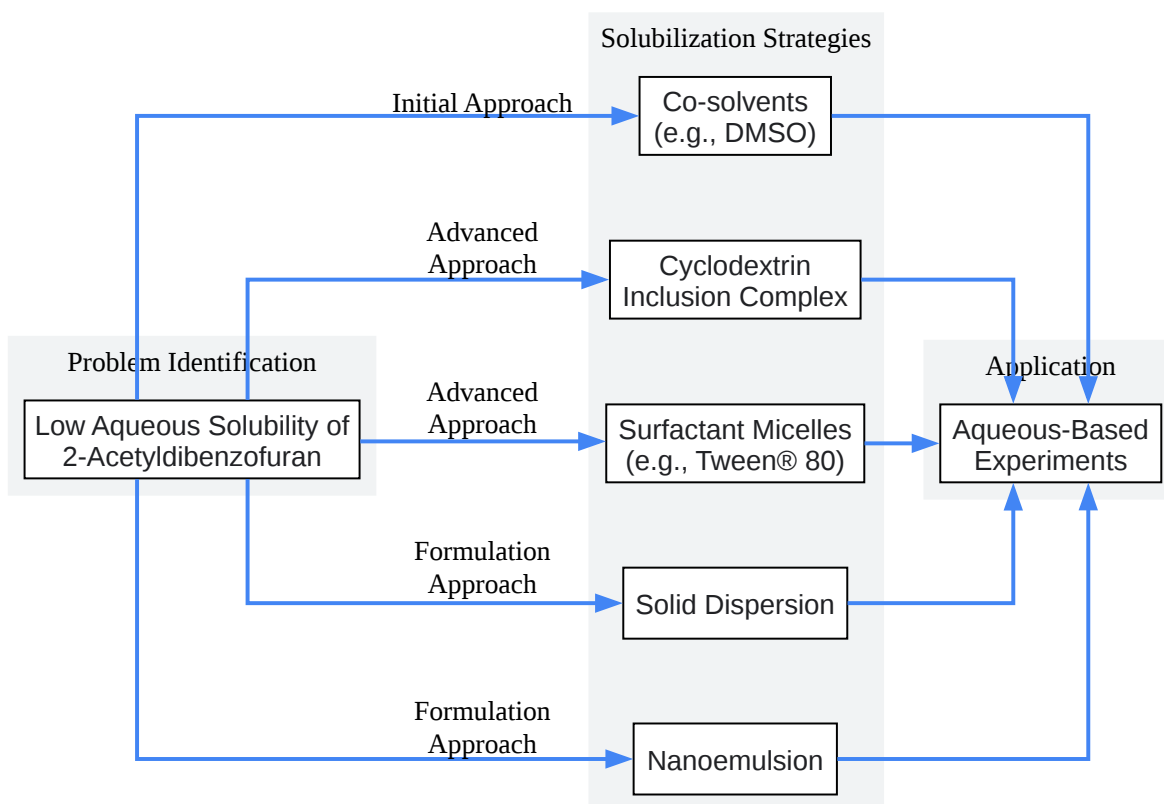 Solubilization Strategies
Initial Approach
Co-solvents
(e.g., DMSO)
Advanced
Approach
Cyclodextrin
Inclusion Complex
Problem Identification
Low Aqueous Solubility of
2-Acetyldibenzofuran
Advanced
Approach
Surfactant Micelles
(e.g., Tween® 80)
Application
Aqueous-Based
Experiments
Formulation
Approach
Solid Dispersion
Formulation
Approach
Nanoemulsion